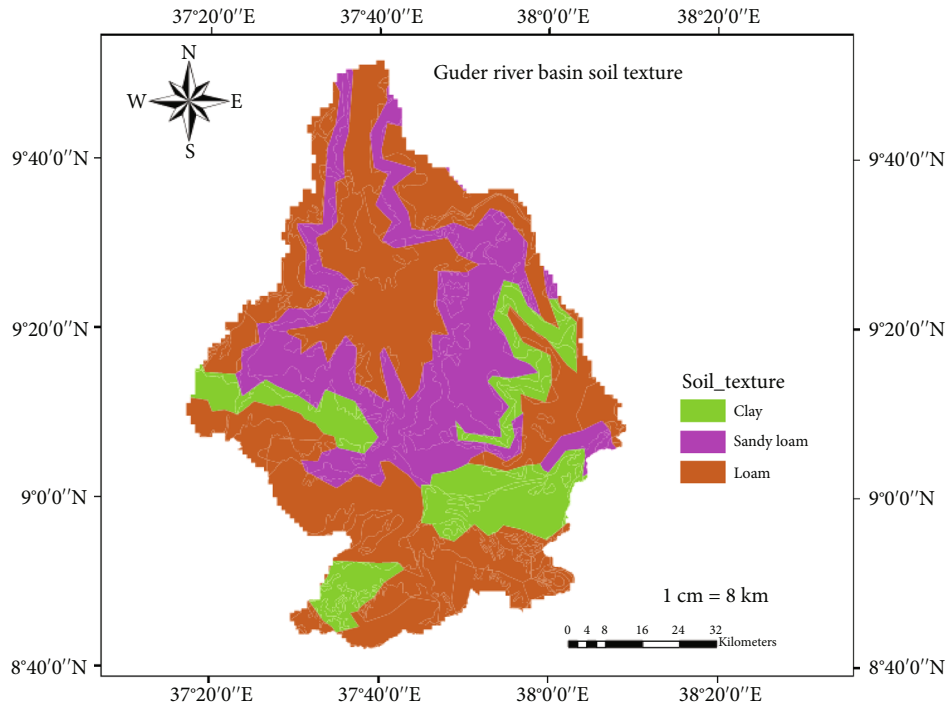 37°20′0′′E 37°40′0′′E 38°0′0′′E 38°20′0′′E
Guder river basin soil texture
N
W E
S
9°40′0′′N 9°40′0′′N
9°20′0′′N 9°20′0′′N
Soil_texture
Clay
Sandy loam
Loam
9°0′0′′N 9°0′0′′N
1 cm = 8 km
0 4 8 16 24 32
Kilometers
8°40′0′′N 8°40′0′′N
37°20′0′′E 37°40′0′′E 38°0′0′′E 38°20′0′′E